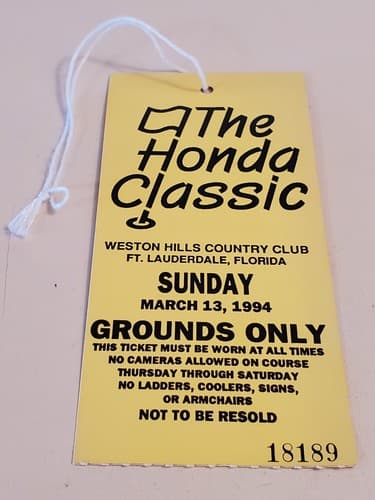 The
Honda
Classic
WESTON HILLS COUNTRY CLUB
FT. LAUDERDALE, FLORIDA
SUNDAY
MARCH 13, 1994
GROUNDS ONLY
THIS TICKET MUST BE WORN AT ALL TIMES
NO CAMERAS ALLOWED ON COURSE
THURSDAY THROUGH SATURDAY
NO LADDERS, COOLERS, SIGNS,
OR ARMCHAIRS
NOT TO BE RESOLD
18189